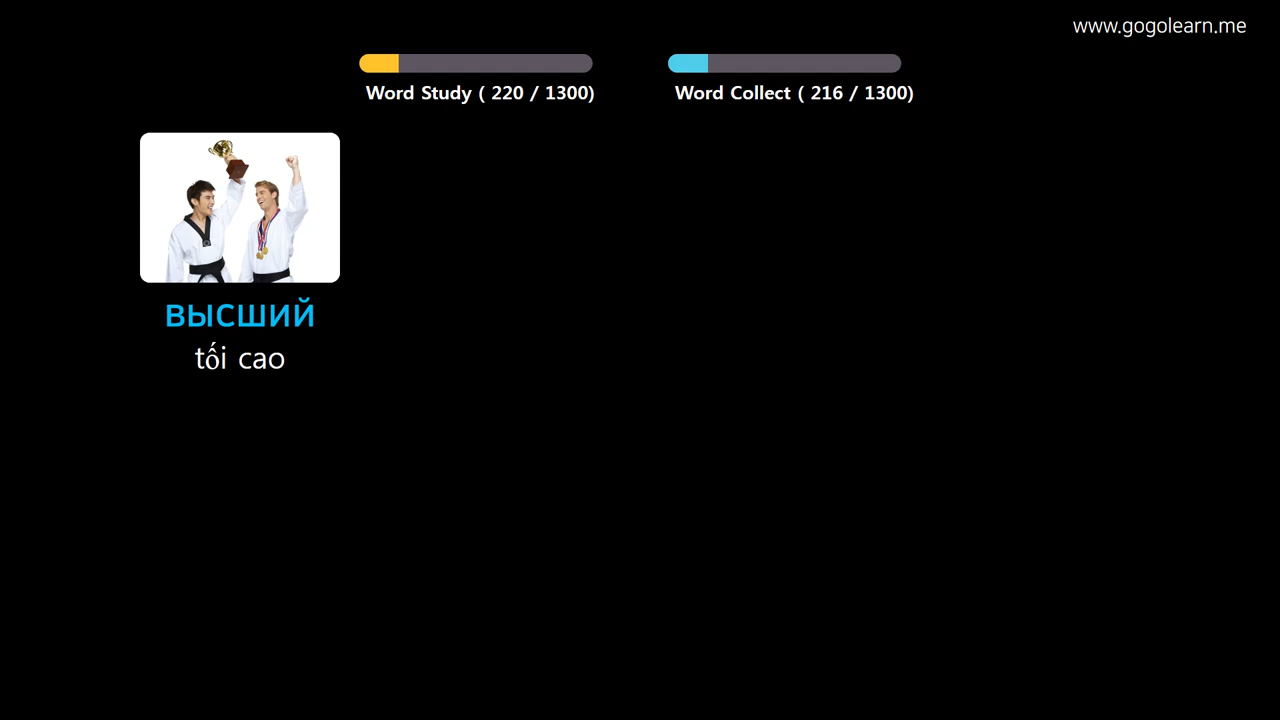 www.gogolearn.me
Word Study ( 220 / 1300)
Word Collect ( 216 / 1300)
высший
tối cao